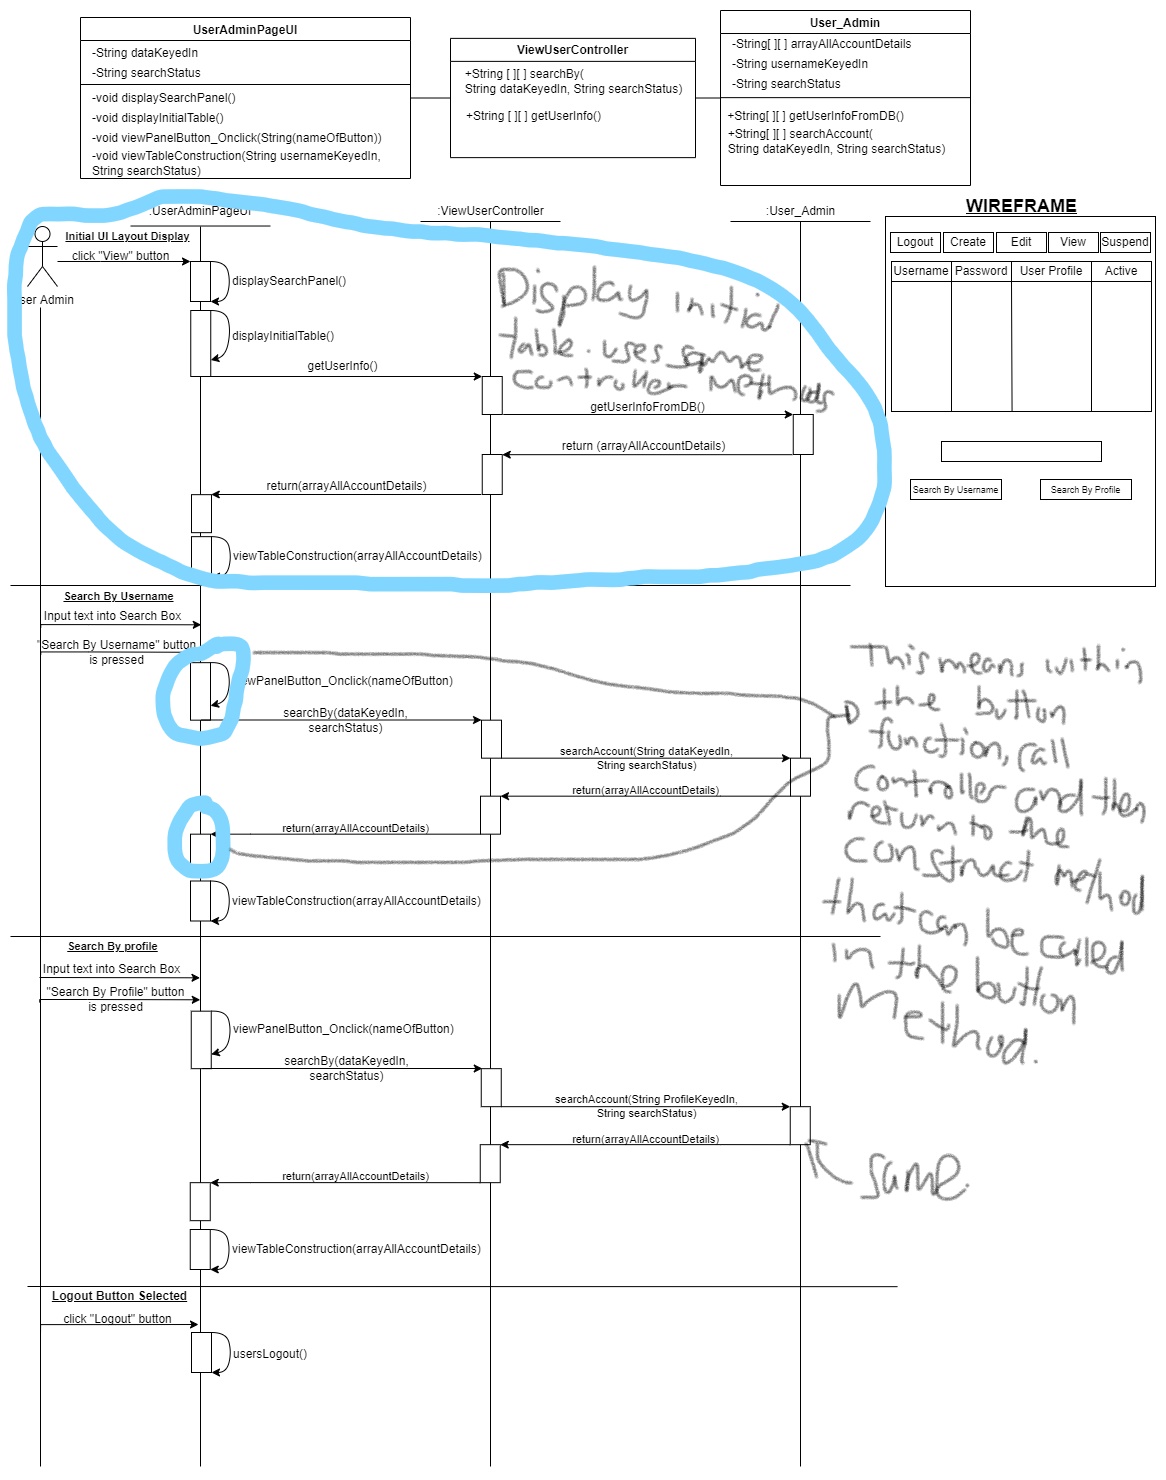 UserAdminPageUI
-String dataKeyedIn
-String searchStatus
-void displaySearchPanel()
-void displayInitialTable()
-void viewPanelButton_Onclick(String(nameOfButton))
-void viewTableConstruction(String usernameKeyedIn,
String searchStatus)
ViewUserController
+String [ ][ ] searchBy(
String dataKeyedIn, String searchStatus)
+String [ ][ ] getUserInfo()
User_Admin
-String[ ][ ] arrayAllAccountDetails
-String usernameKeyedIn
-String searchStatus
+String[ ][ ] getUserInfoFromDB()
+String[ ][ ] searchAccount(
String dataKeyedIn, String searchStatus)
:UserAdminPageUI
:ViewUserController
:User_Admin
Initial UI Layout Display
click "View" button
ser Admin
displaySearchPanel()
displayInitialTable()
getUserInfo()
getUserInfoFromDB()
return (arrayAllAccountDetails)
return(arrayAllAccountDetails)
viewTableConstruction(arrayAllAccountDetails)
Display initial
table. uses same
controller methods
WIREFRAME
Logout Create Edit View Suspend
Username Password User Profile Active
Search By Username Search By Profile
Search By Username
Input text into Search Box
"Search By Username" button
is pressed
ewPanelButton_Onclick(nameOfButton)
searchBy(dataKeyedIn,
searchStatus)
searchAccount(String dataKeyedIn,
String searchStatus)
return(arrayAllAccountDetails)
return(arrayAllAccountDetails)
viewTableConstruction(arrayAllAccountDetails)
This means within
the button
function, call
controller and then
return to the
construct method
that can be called
in the button
Method.
Search By profile
Input text into Search Box
"Search By Profile" button
is pressed
viewPanelButton_Onclick(nameOfButton)
searchBy(dataKeyedIn,
searchStatus)
searchAccount(String ProfileKeyedIn,
String searchStatus)
return(arrayAllAccountDetails)
return(arrayAllAccountDetails)
viewTableConstruction(arrayAllAccountDetails)
same.
Logout Button Selected
click "Logout" button
usersLogout()